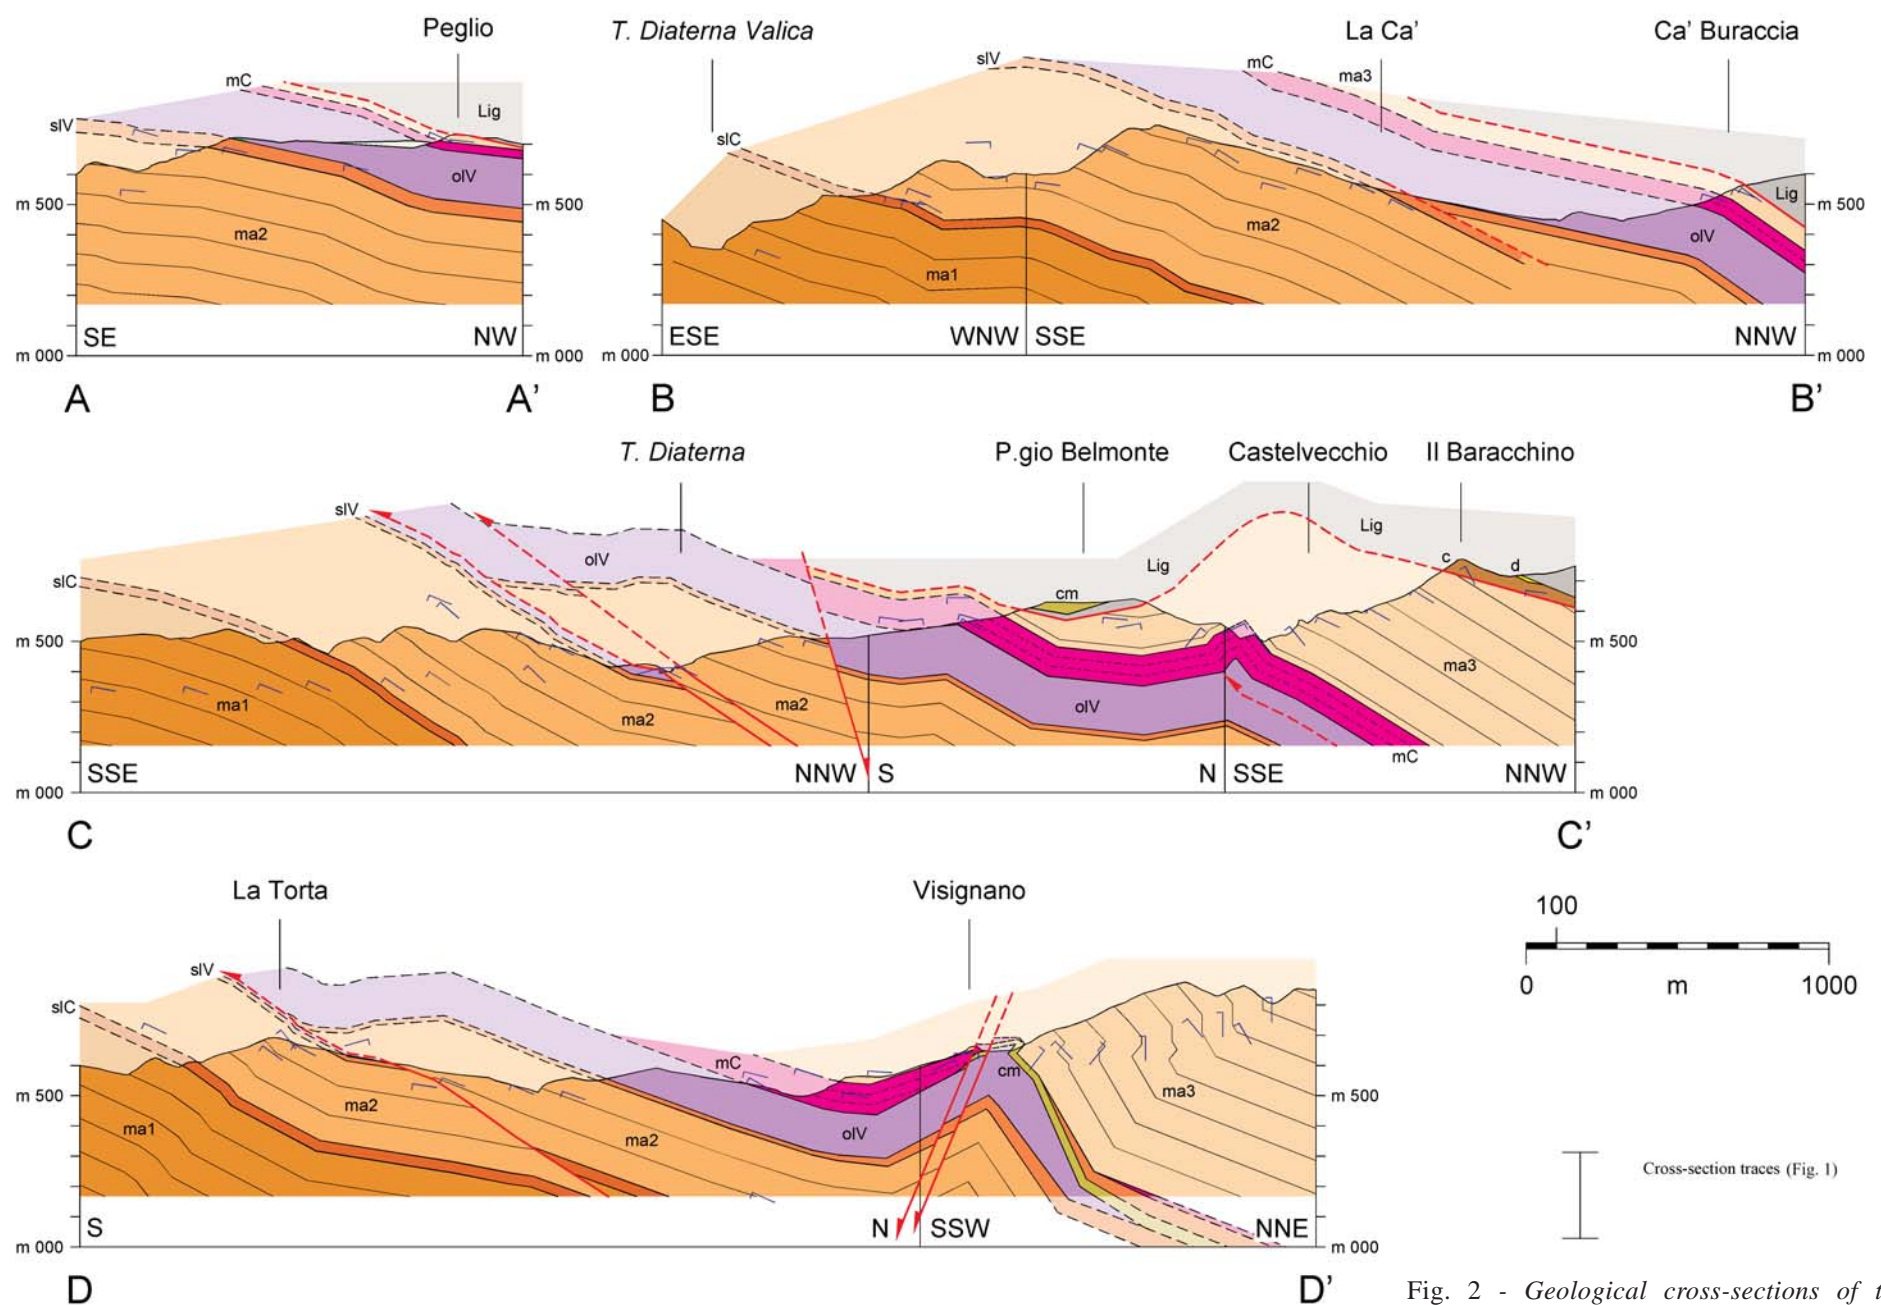 Peglio
mC
slV
Lig
olV
ma2
m 500
m 500
SE
NW
m 000
m 000
A
A’
T. Diaterna Valica
La Ca’
Ca’ Buraccia
slV
mC
ma3
slC
Lig
m 500
ma2
olV
ma1
ESE
WNW
SSE
NNW
m 000
m 000
B
B’
T. Diaterna
P.gio Belmonte
Castelvecchio
Il Baracchino
slV
Lig
olV
Lig
c
d
slC
cm
m 500
m 500
ma3
ma1
ma2
ma2
olV
mC
SSE
NNW
S
N
SSE
NNW
m 000
m 000
C
C’
La Torta
Visignano
slV
slC
mC
cm
ma3
m 500
m 500
ma2
ma1
ma2
olV
S
N
SSW
NNE
m 000
m 000
D
D’
100
0
m
1000
Cross-section traces (Fig. 1)
Fig. 2 - Geological cross-sections of